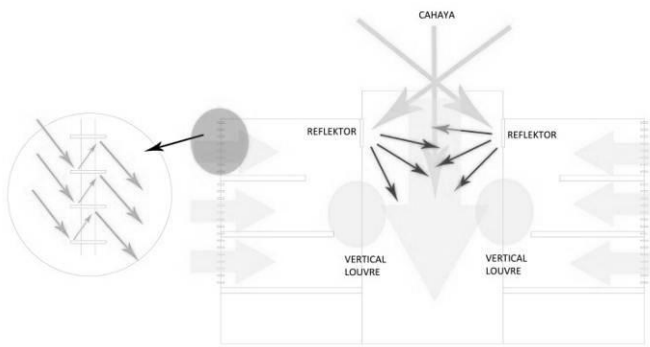 CAHAYA
REFLEKTOR
REFLEKTOR
VERTICAL
LOUVRE
VERTICAL
LOUVRE